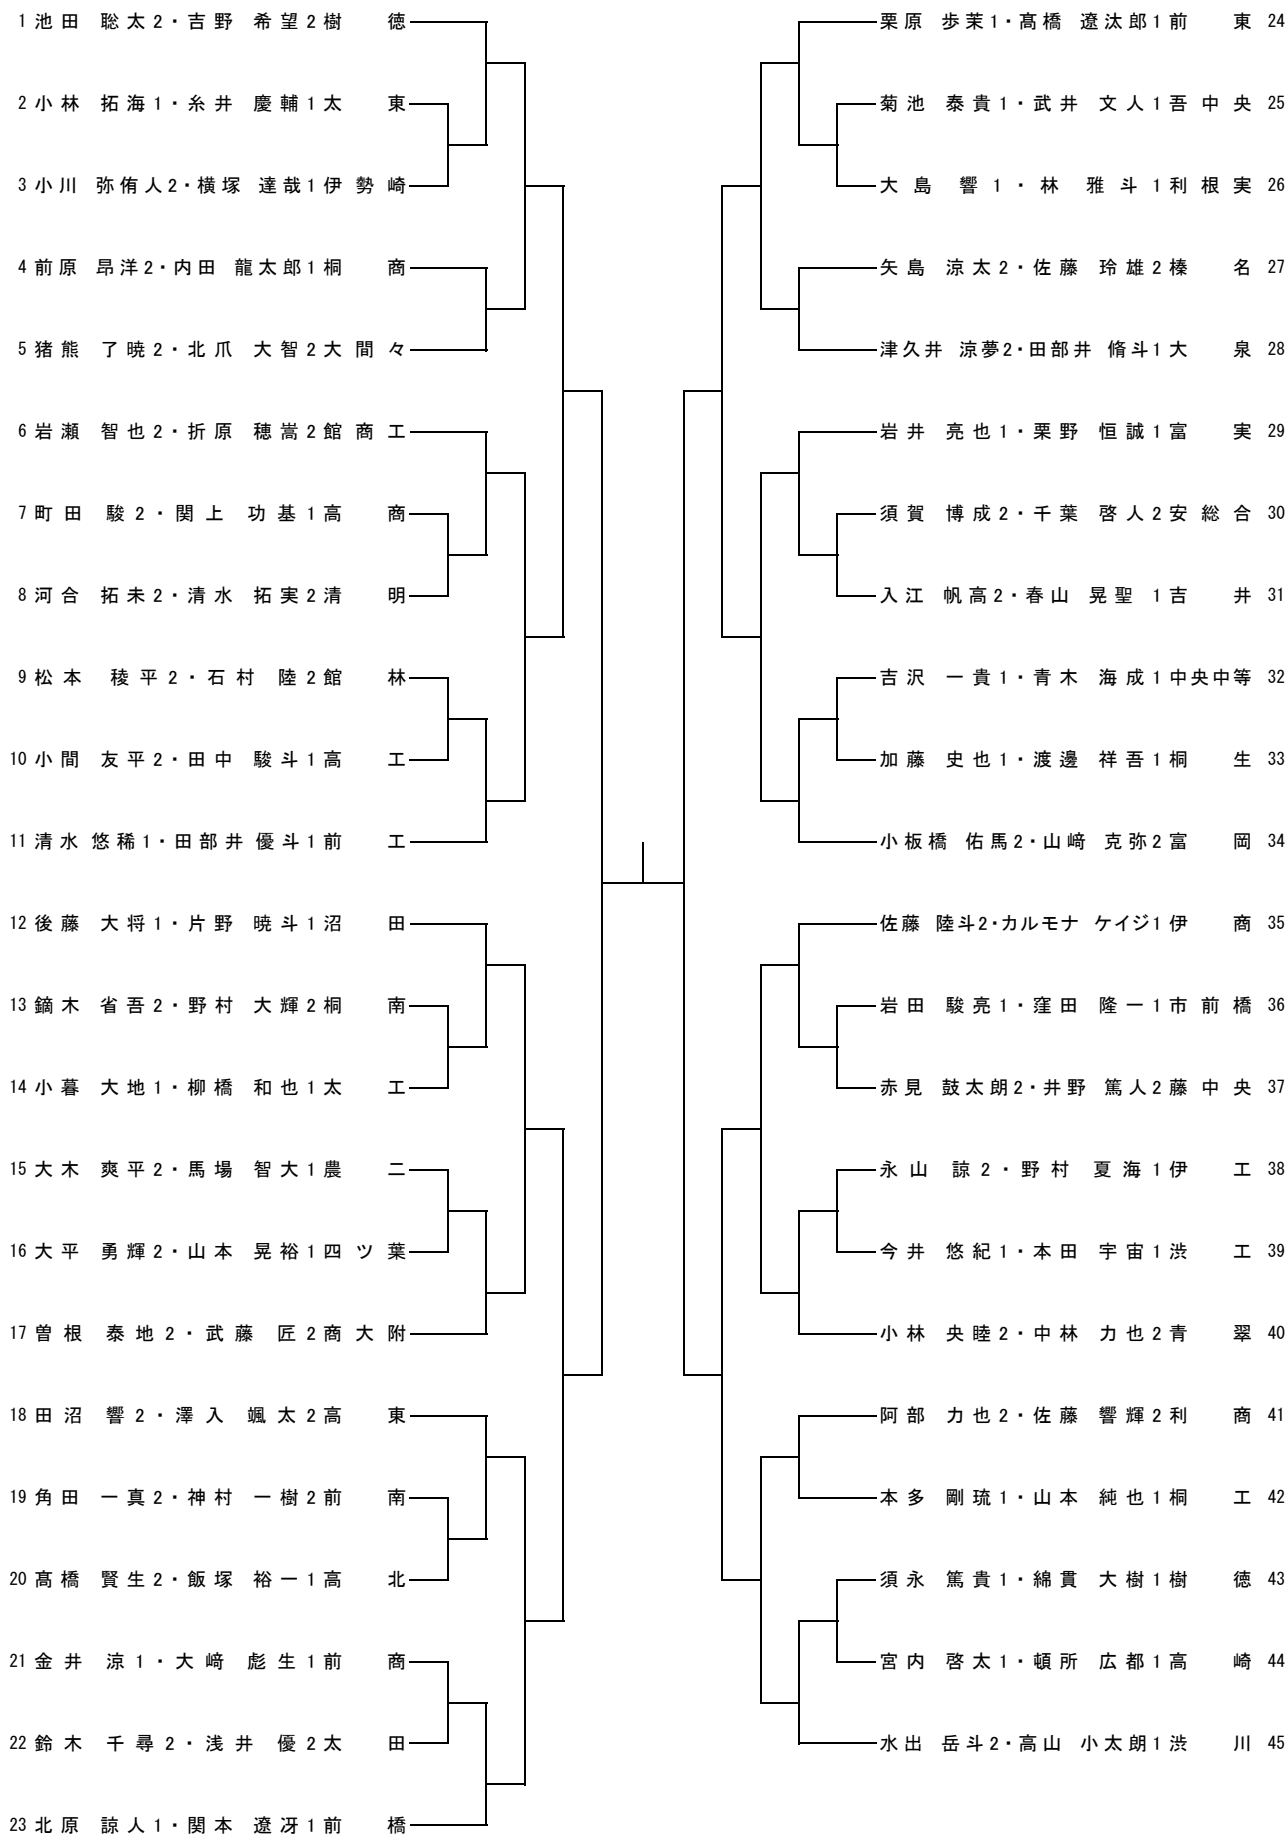 1 池田 聡太2・吉野 希望2 樹徳
2 小林 拓海1・糸井 慶輔1 太東
3 小川 弥侑人2・横塚 達哉1 伊勢崎
4 前原 昂洋2・内田 龍太郎1 桐商
5 猪熊 了暁2・北爪 大智2 大間々
6 岩瀬 智也2・折原 穂嵩2 館商工
7 町田 駿2・関上 功基1 高商
8 河合 拓未2・清水 拓実2 清明
9 松本 稜平2・石村 陸2 館林
10 小間 友平2・田中 駿斗1 高工
11 清水 悠稀1・田部井 優斗1 前工
12 後藤 大将1・片野 暁斗1 沼田
13 鏑木 省吾2・野村 大輝2 桐南
14 小暮 大地1・柳橋 和也1 太工
15 大木 爽平2・馬場 智大1 農二
16 大平 勇輝2・山本 晃裕1 四ツ葉
17 曽根 泰地2・武藤 匠2 商大附
18 田沼 響2・澤入 颯太2 高東
19 角田 一真2・神村 一樹2 前南
20 髙橋 賢生2・飯塚 裕一1 高北
21 金井 涼1・大﨑 彪生1 前商
22 鈴木 千尋2・浅井 優2 太田
23 北原 諒人1・関本 遼冴1 前橋
栗原 歩茉1・髙橋 遼汰郎1 前東 24
菊池 泰貴1・武井 文人1 吾中央 25
大島 響1・林 雅斗1 利根実 26
矢島 涼太2・佐藤 玲雄2 榛名 27
津久井 涼夢2・田部井 脩斗1 大泉 28
岩井 亮也1・栗野 恒誠1 富実 29
須賀 博成2・千葉 啓人2 安総合 30
入江 帆高2・春山 晃聖1 吉井 31
吉沢 一貴1・青木 海成1 中央中等 32
加藤 史也1・渡邊 祥吾1 桐生 33
小板橋 佑馬2・山﨑 克弥2 富岡 34
佐藤 陸斗2・カルモナ ケイジ1 伊商 35
岩田 駿亮1・窪田 隆一1 市前橋 36
赤見 鼓太朗2・井野 篤人2 藤中央 37
永山 諒2・野村 夏海1 伊工 38
今井 悠紀1・本田 宇宙1 渋工 39
小林 央睦2・中林 力也2 青翠 40
阿部 力也2・佐藤 響輝2 利商 41
本多 剛琉1・山本 純也1 桐工 42
須永 篤貴1・綿貫 大樹1 樹徳 43
宮内 啓太1・頓所 広都1 高崎 44
水出 岳斗2・高山 小太朗1 渋川 45